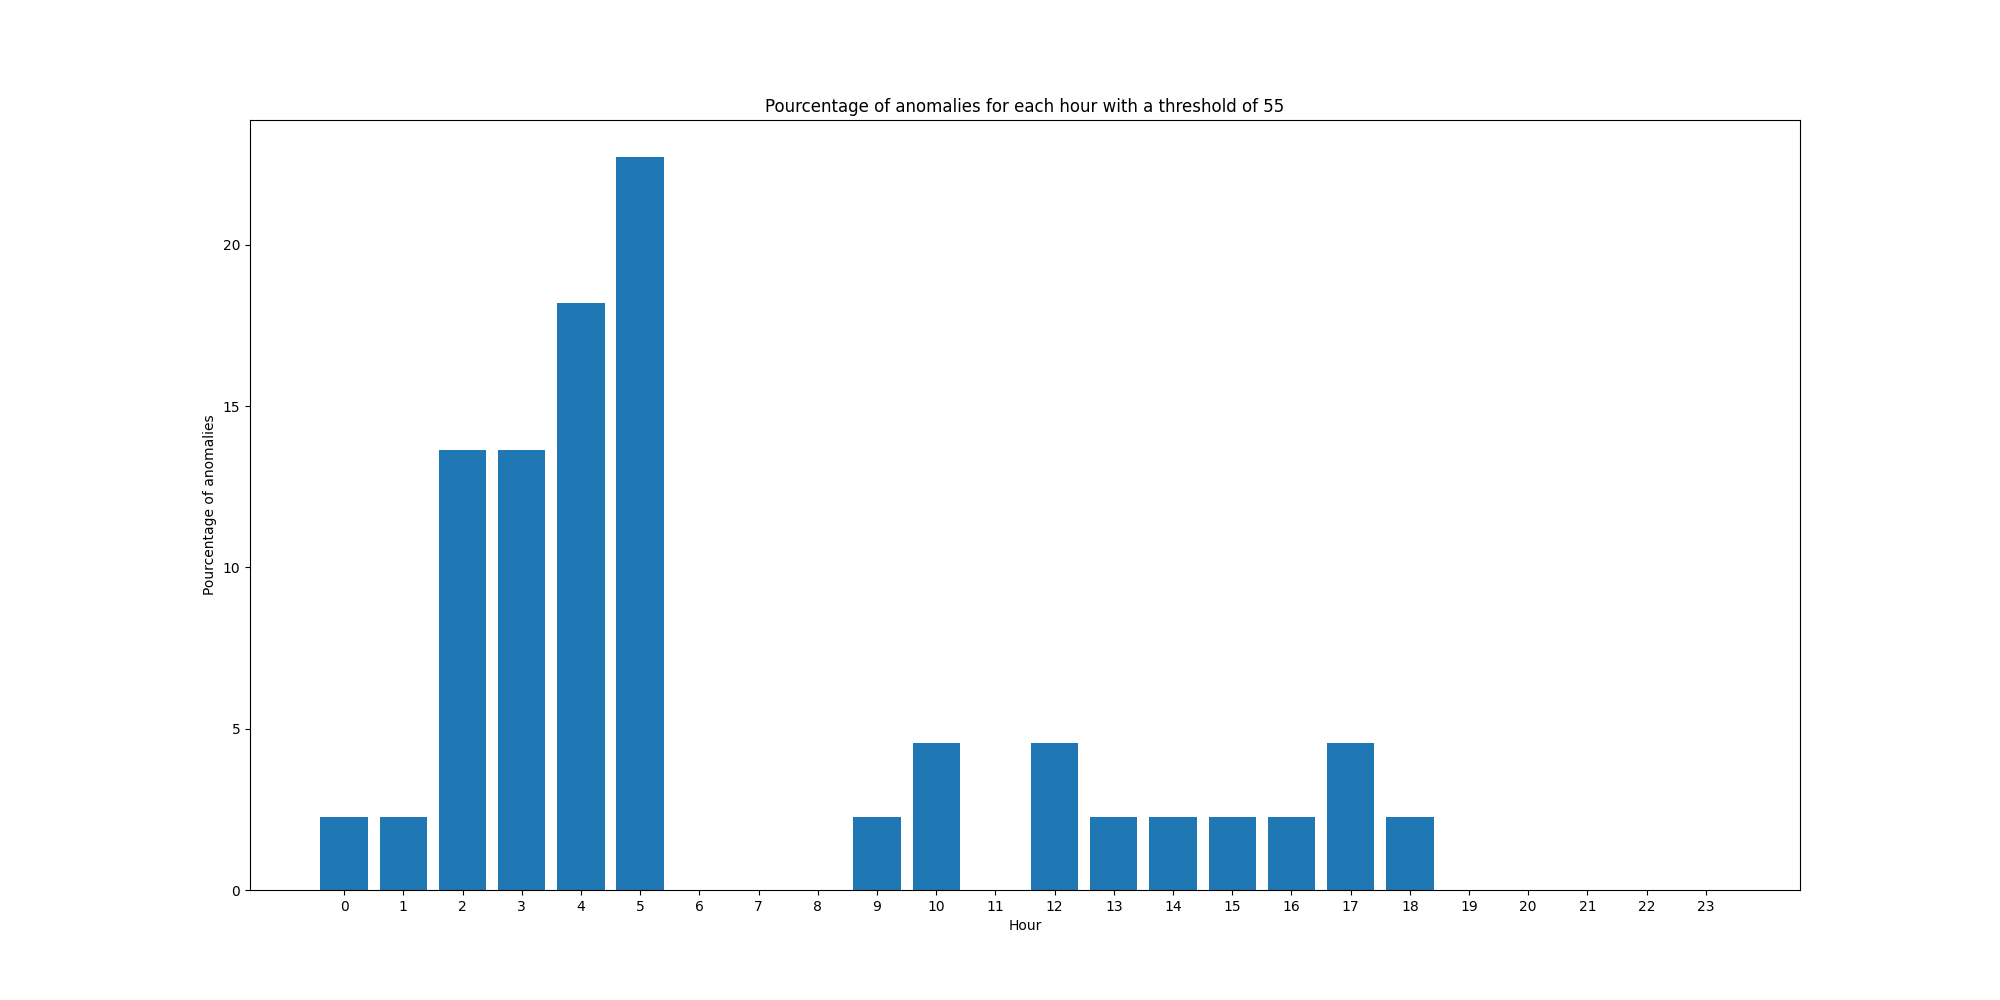 Pourcentage of anomalies for each hour with a threshold of 55
Pourcentage of anomalies
20
15
10
5
0
0 1 2 3 4 5 6 7 8 9 10 11 12 13 14 15 16 17 18 19 20 21 22 23
Hour